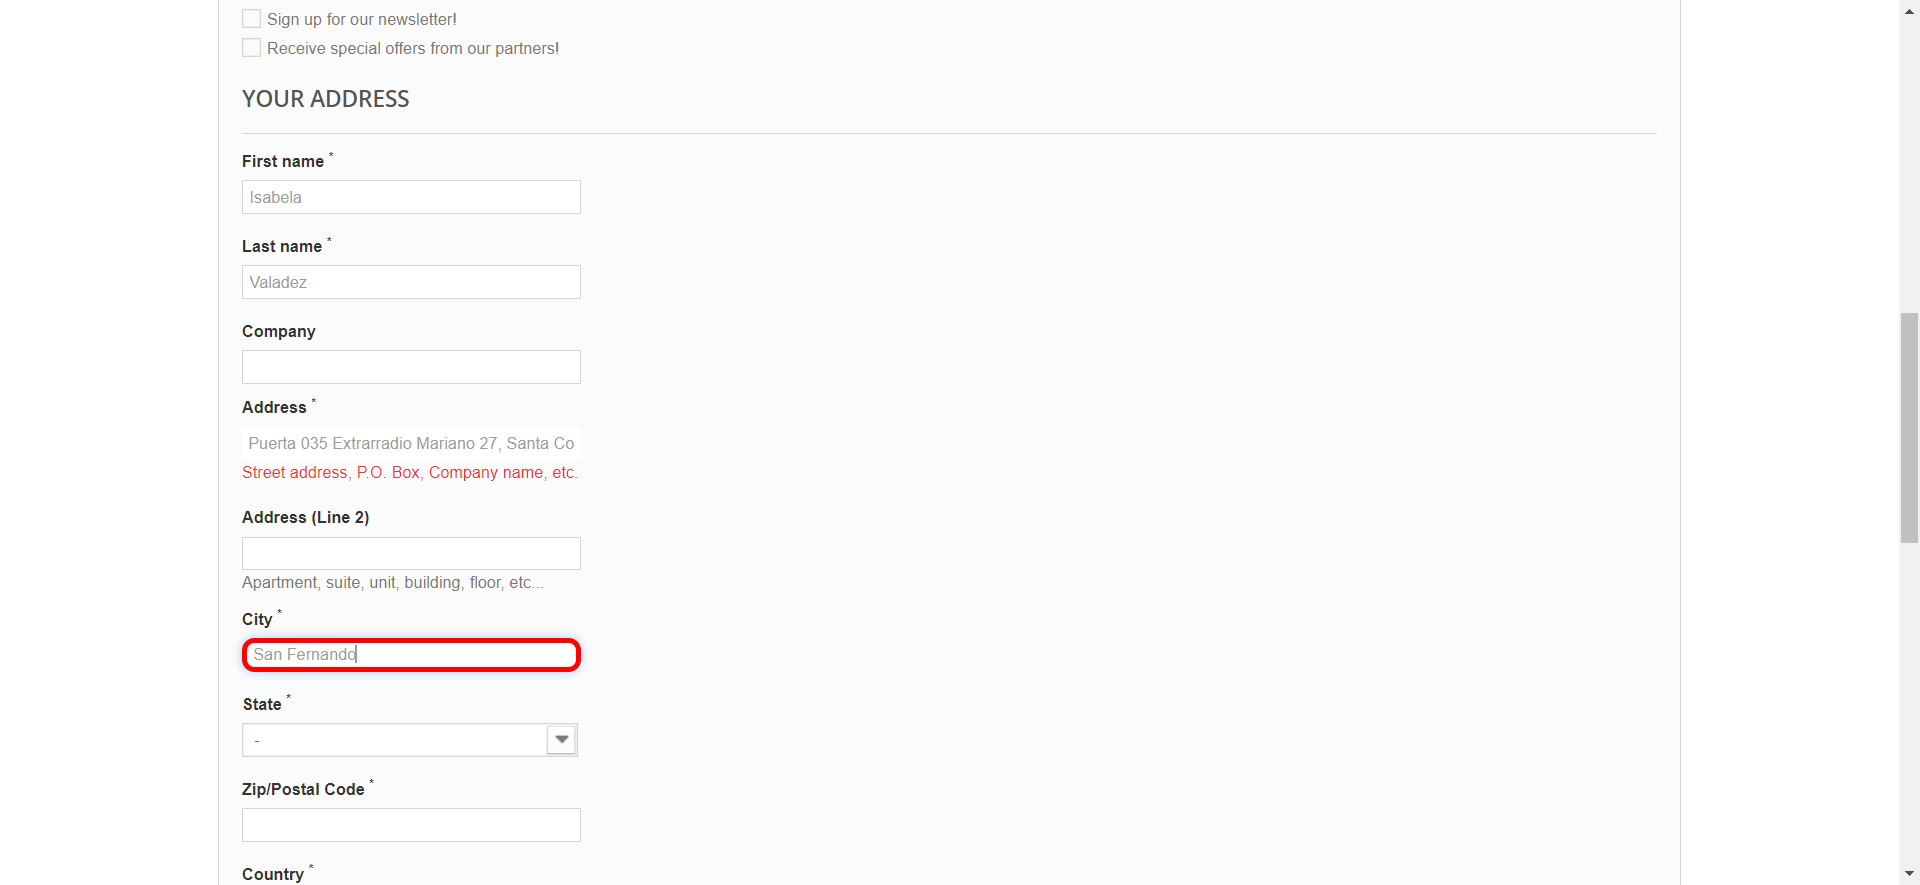 Sign up for our newsletter!
Receive special offers from our partners!
YOUR ADDRESS
First name *
Isabela
Last name *
Valadez
Company
Address *
Puerta 035 Extrarradio Mariano 27, Santa Co
Street address, P.O. Box, Company name, etc.
Address (Line 2)
Apartment, suite, unit, building, floor, etc...
City *
San Fernando
State *
-
Zip/Postal Code *
Country *